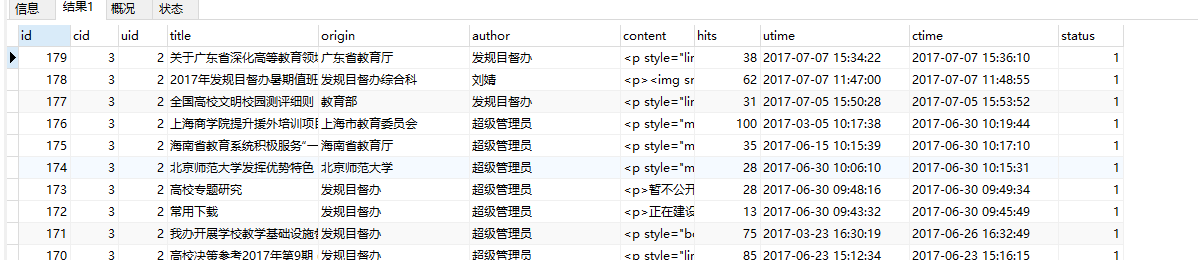 信息 结果1 概况 状态
id cid uid title origin author content hits utime ctime status
179 3 2 关于广东省深化高等教育领域 广东省教育厅 发规目督办 <p style="lir 38 2017-07-07 15:34:22 2017-07-07 15:36:10 1
178 3 2 2017年发规目督办暑期值班 发规目督办综合科 刘婧 <p><img sr 62 2017-07-07 11:47:00 2017-07-07 11:48:55 1
177 3 2 全国高校文明校园测评细则 教育部 发规目督办 <p style="lir 31 2017-07-05 15:50:28 2017-07-05 15:53:52 1
176 3 2 上海商学院提升援外培训项目 上海市教育委员会 超级管理员 <p style="m 100 2017-03-05 10:17:38 2017-06-30 10:19:44 1
175 3 2 海南省教育系统积极服务"一 海南省教育厅 超级管理员 <p style="m 35 2017-06-15 10:15:39 2017-06-30 10:17:10 1
174 3 2 北京师范大学发挥优势特色 北京师范大学 超级管理员 <p style="m 28 2017-06-30 10:06:10 2017-06-30 10:15:31 1
173 3 2 高校专题研究 发规目督办 超级管理员 <p>暂不公开 28 2017-06-30 09:48:16 2017-06-30 09:49:34 1
172 3 2 常用下载 发规目督办 超级管理员 <p>正在建设 13 2017-06-30 09:43:32 2017-06-30 09:45:49 1
171 3 2 我办开展学校教学基础设施督 发规目督办 超级管理员 <p style="bo 75 2017-03-23 16:30:19 2017-06-26 16:32:49 1
170 3 2 高校决策参考2017年第9期 发规目督办 超级管理员 <p style="lir 85 2017-06-23 15:12:34 2017-06-23 15:16:15 1